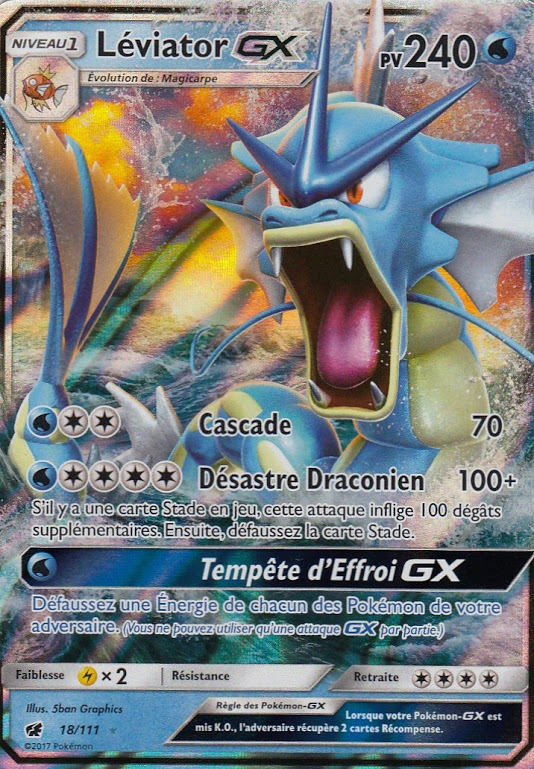 NIVEAU 1
Léviator GX
PV 240
Évolution de : Magicarpe
Cascade 70
Désastre Draconien 100+
S'il y a une carte Stade en jeu, cette attaque inflige 100 dégâts
supplémentaires. Ensuite, défaussez la carte Stade.
Tempête d'Effroi GX
Défaussez une Énergie de chacun des Pokémon de votre
adversaire. (Vous ne pouvez utiliser qu'une attaque GX par partie.)
Faiblesse ×2 Résistance Retraite
Illus. 5ban Graphics
18/111
©2017 Pokémon
Règle des Pokémon-GX
Lorsque votre Pokémon-GX est
mis K.O., l'adversaire récupère 2 cartes Récompense.